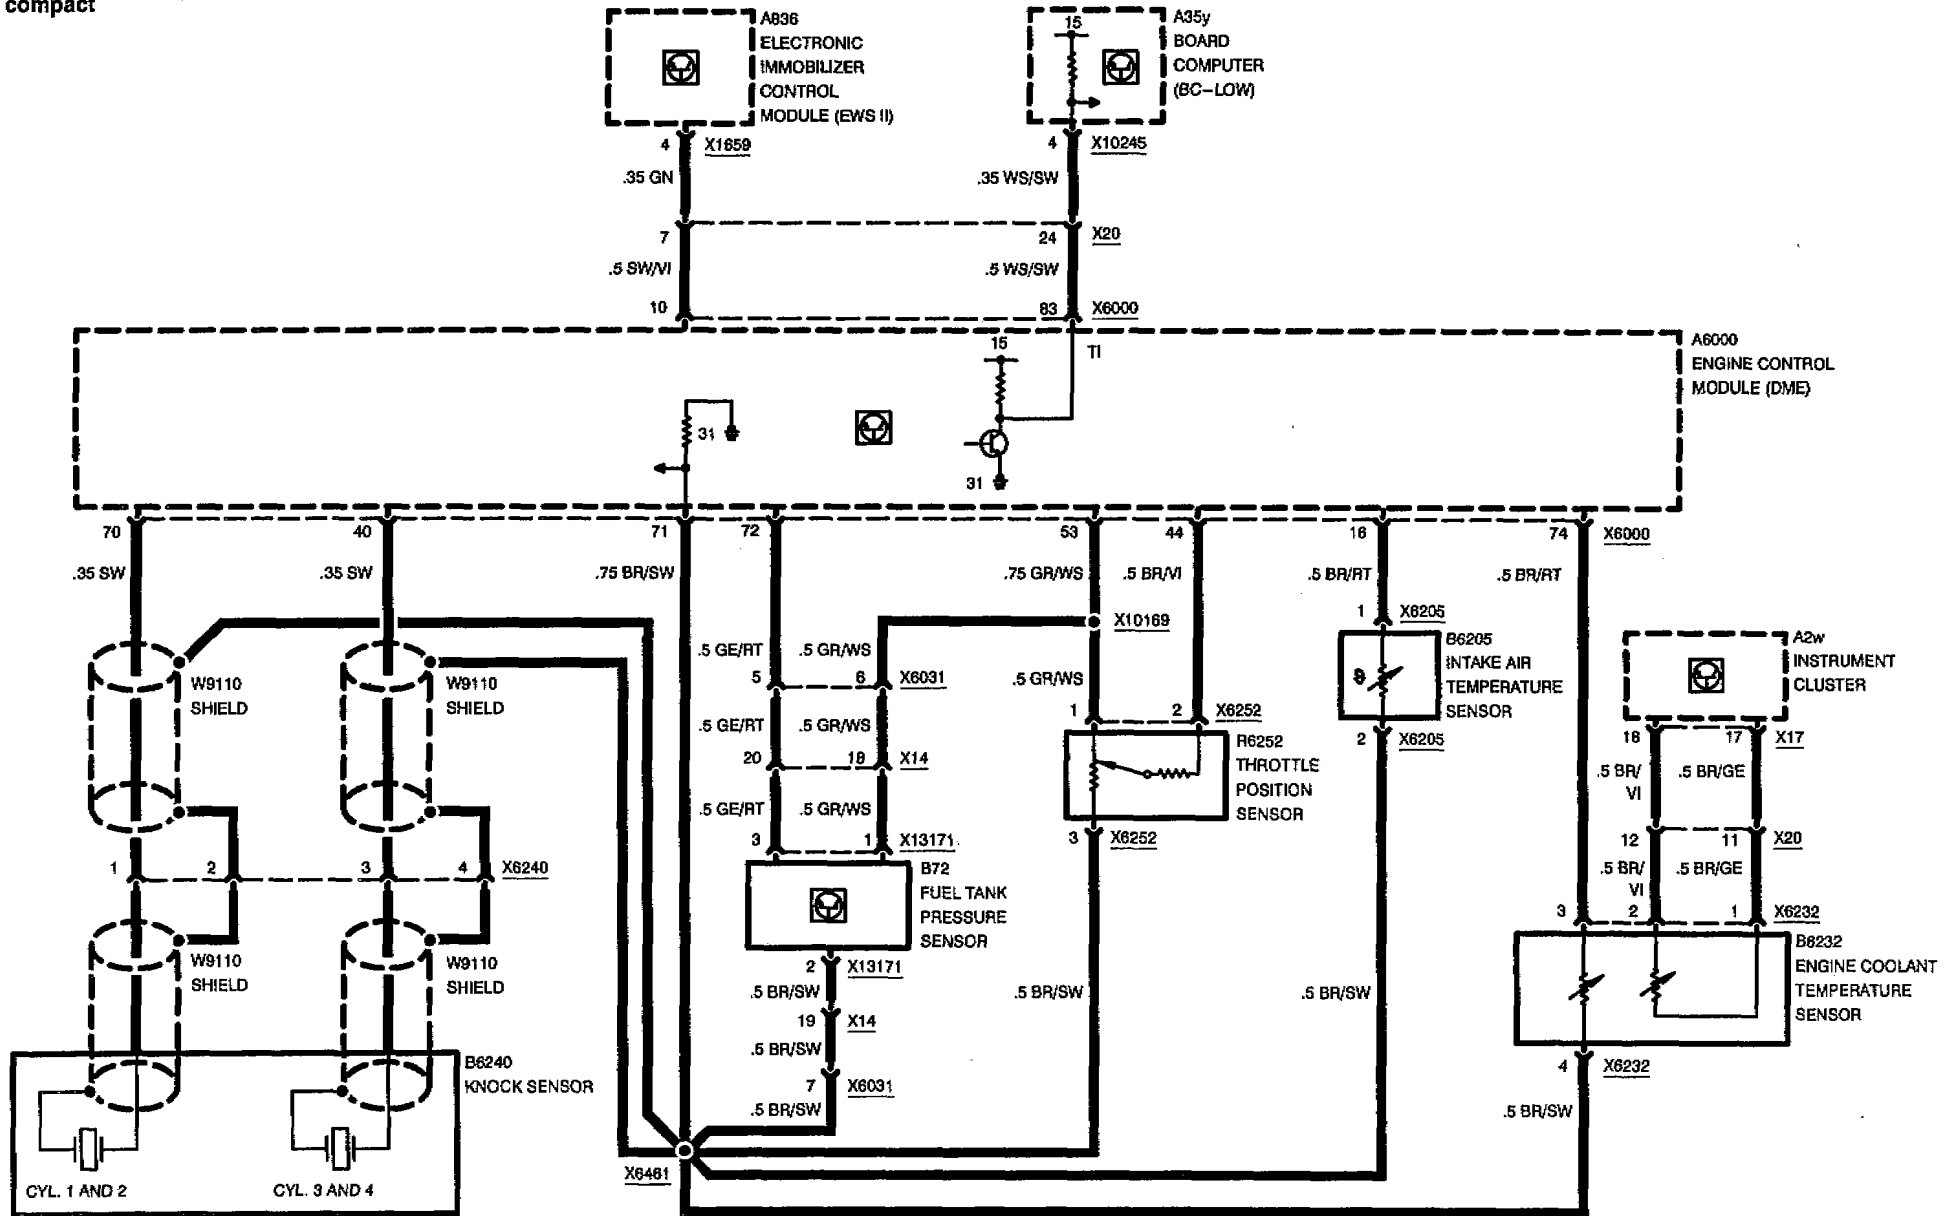 compact
A836
ELECTRONIC
IMMOBILIZER
CONTROL
MODULE (EWS II)
15
A35y
BOARD
COMPUTER
(BC-LOW)
4
X1659
4
X10245
.35 GN
.35 WS/SW
7
24
X20
.5 SW/VI
.5 WS/SW
10
83
X6000
15
TI
A6000
ENGINE CONTROL
MODULE (DME)
31
31
70
40
71
72
53
44
16
74
X6000
.35 SW
.35 SW
.75 BR/SW
.75 GR/WS
.5 BR/VI
.5 BR/RT
.5 BR/RT
X10169
1
X6205
.5 GE/RT
.5 GR/WS
B6205
INTAKE AIR
TEMPERATURE
SENSOR
A2w
INSTRUMENT
CLUSTER
W9110
SHIELD
W9110
SHIELD
5
6
X6031
.5 GR/WS
1
2
X6252
.5 GE/RT
.5 GR/WS
2
X6205
16
17
X17
20
18
X14
R6252
THROTTLE
POSITION
SENSOR
.5 BR/
VI
.5 BR/GE
.5 GE/RT
.5 GR/WS
3
1
X13171
3
X6252
12
11
X20
1
2
3
4
X6240
B72
FUEL TANK
PRESSURE
SENSOR
.5 BR/
VI
.5 BR/GE
3
2
1
X6232
W9110
SHIELD
W9110
SHIELD
2
X13171
B6232
ENGINE COOLANT
TEMPERATURE
SENSOR
.5 BR/SW
.5 BR/SW
.5 BR/SW
19
X14
.5 BR/SW
B6240
KNOCK SENSOR
7
X6031
4
X6232
.5 BR/SW
.5 BR/SW
X6461
CYL. 1 AND 2
CYL. 3 AND 4